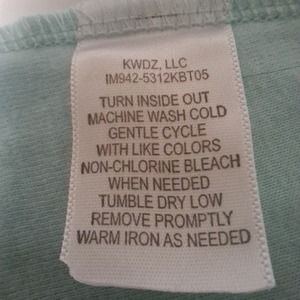 KWDZ, LLC
IM942-5312KBT05
TURN INSIDE OUT
MACHINE WASH COLD
GENTLE CYCLE
WITH LIKE COLORS
NON-CHLORINE BLEACH
WHEN NEEDED
TUMBLE DRY LOW
REMOVE PROMPTLY
WARM IRON AS NEEDED